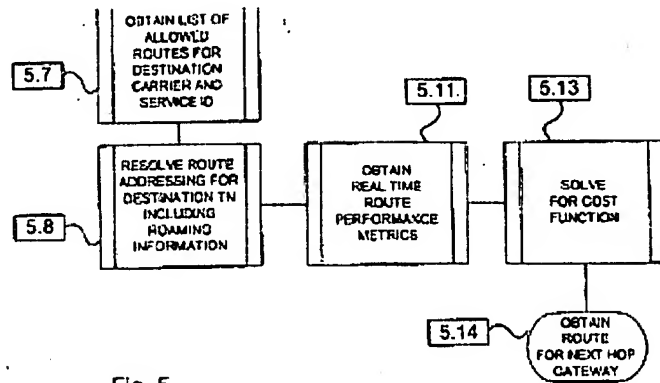 OBTAIN LIST OF
ALLOWED
ROUTES FOR
DESTINATION
CARRIER AND
SERVICE ID
5.7
5.11.
5.13
RESOLVE ROUTE
ADDRESSING FOR
DESTINATION TN
INCLUDING
ROAMING
INFORMATION
5.8
OBTAIN
REAL TIME
ROUTE
PERFORMANCE
METRICS
SOLVE
FOR COST
FUNCTION
5.14
OBTAIN
ROUTE
FOR NEXT HOP
GATEWAY
Fig. 5